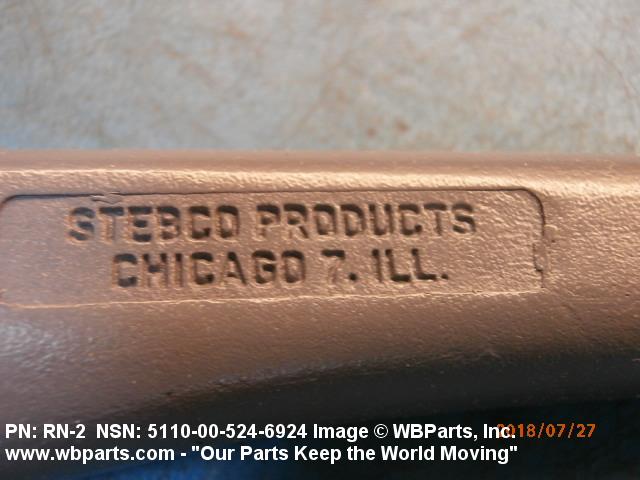 STEBCO PRODUCTS
CHICAGO 7. ILL.
PN: RN-2 NSN: 5110-00-524-6924 Image © WBParts, Inc. 2018/07/27
www.wbparts.com - "Our Parts Keep the World Moving"